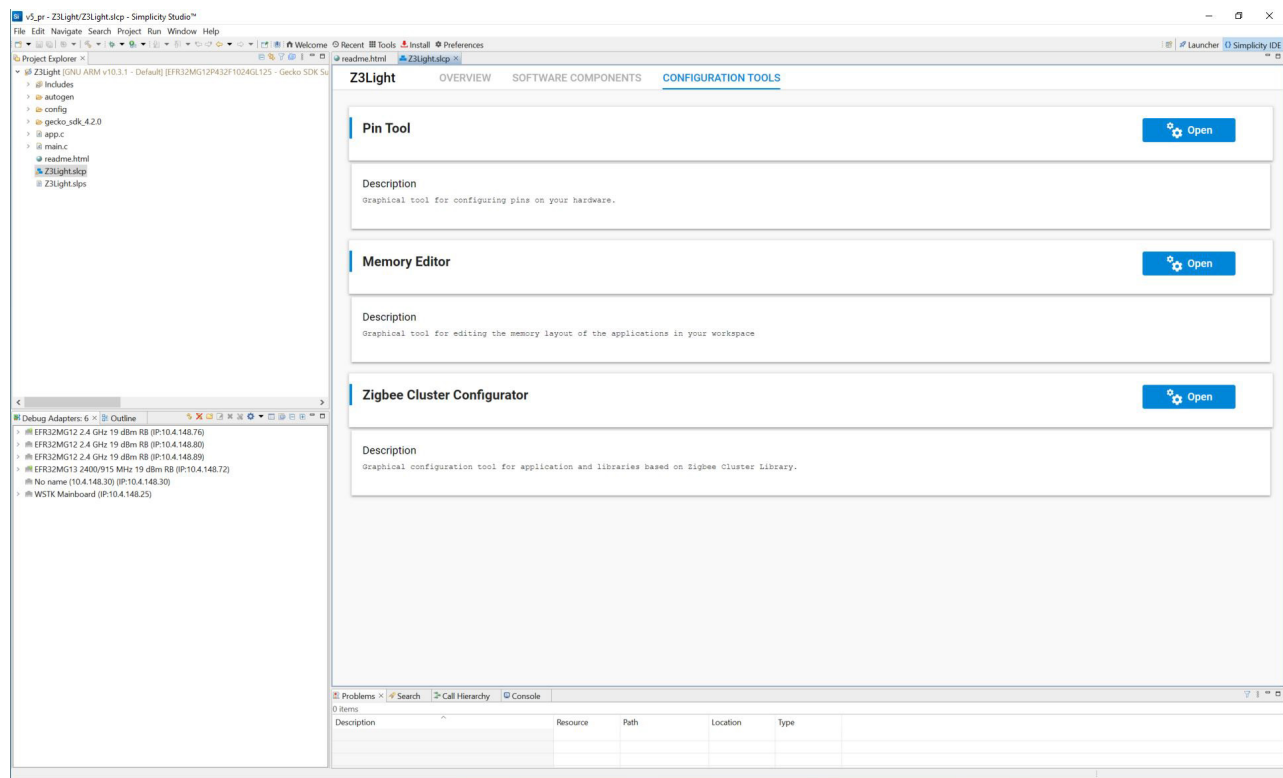 v5_pr - Z3Light/Z3Light.slcp - Simplicity Studio™
File Edit Navigate Search Project Run Window Help
Welcome Recent Tools Install Preferences
Launcher Simplicity IDE
Project Explorer
Z3Light [GNU ARM v10.3.1 - Default] [EFR32MG12P432F1024GL125 - Gecko SDK Su
Includes
autogen
config
gecko_sdk_4.2.0
app.c
main.c
readme.html
Z3Light.slcp
Z3Light.slps
Debug Adapters: 6 Outline
EFR32MG12 2.4 GHz 19 dBm RB (IP:10.4.148.76)
EFR32MG12 2.4 GHz 19 dBm RB (IP:10.4.148.80)
EFR32MG12 2.4 GHz 19 dBm RB (IP:10.4.148.89)
EFR32MG13 2400/915 MHz 19 dBm RB (IP:10.4.148.72)
No name (10.4.148.30) (IP:10.4.148.30)
WSTK Mainboard (IP:10.4.148.25)
readme.html Z3Light.slcp
Z3Light OVERVIEW SOFTWARE COMPONENTS CONFIGURATION TOOLS
Pin Tool
Open
Description
Graphical tool for configuring pins on your hardware.
Memory Editor
Open
Description
Graphical tool for editing the memory layout of the applications in your workspace
Zigbee Cluster Configurator
Open
Description
Graphical configuration tool for application and libraries based on Zigbee Cluster Library.
Problems Search Call Hierarchy Console
0 items
Description Resource Path Location Type